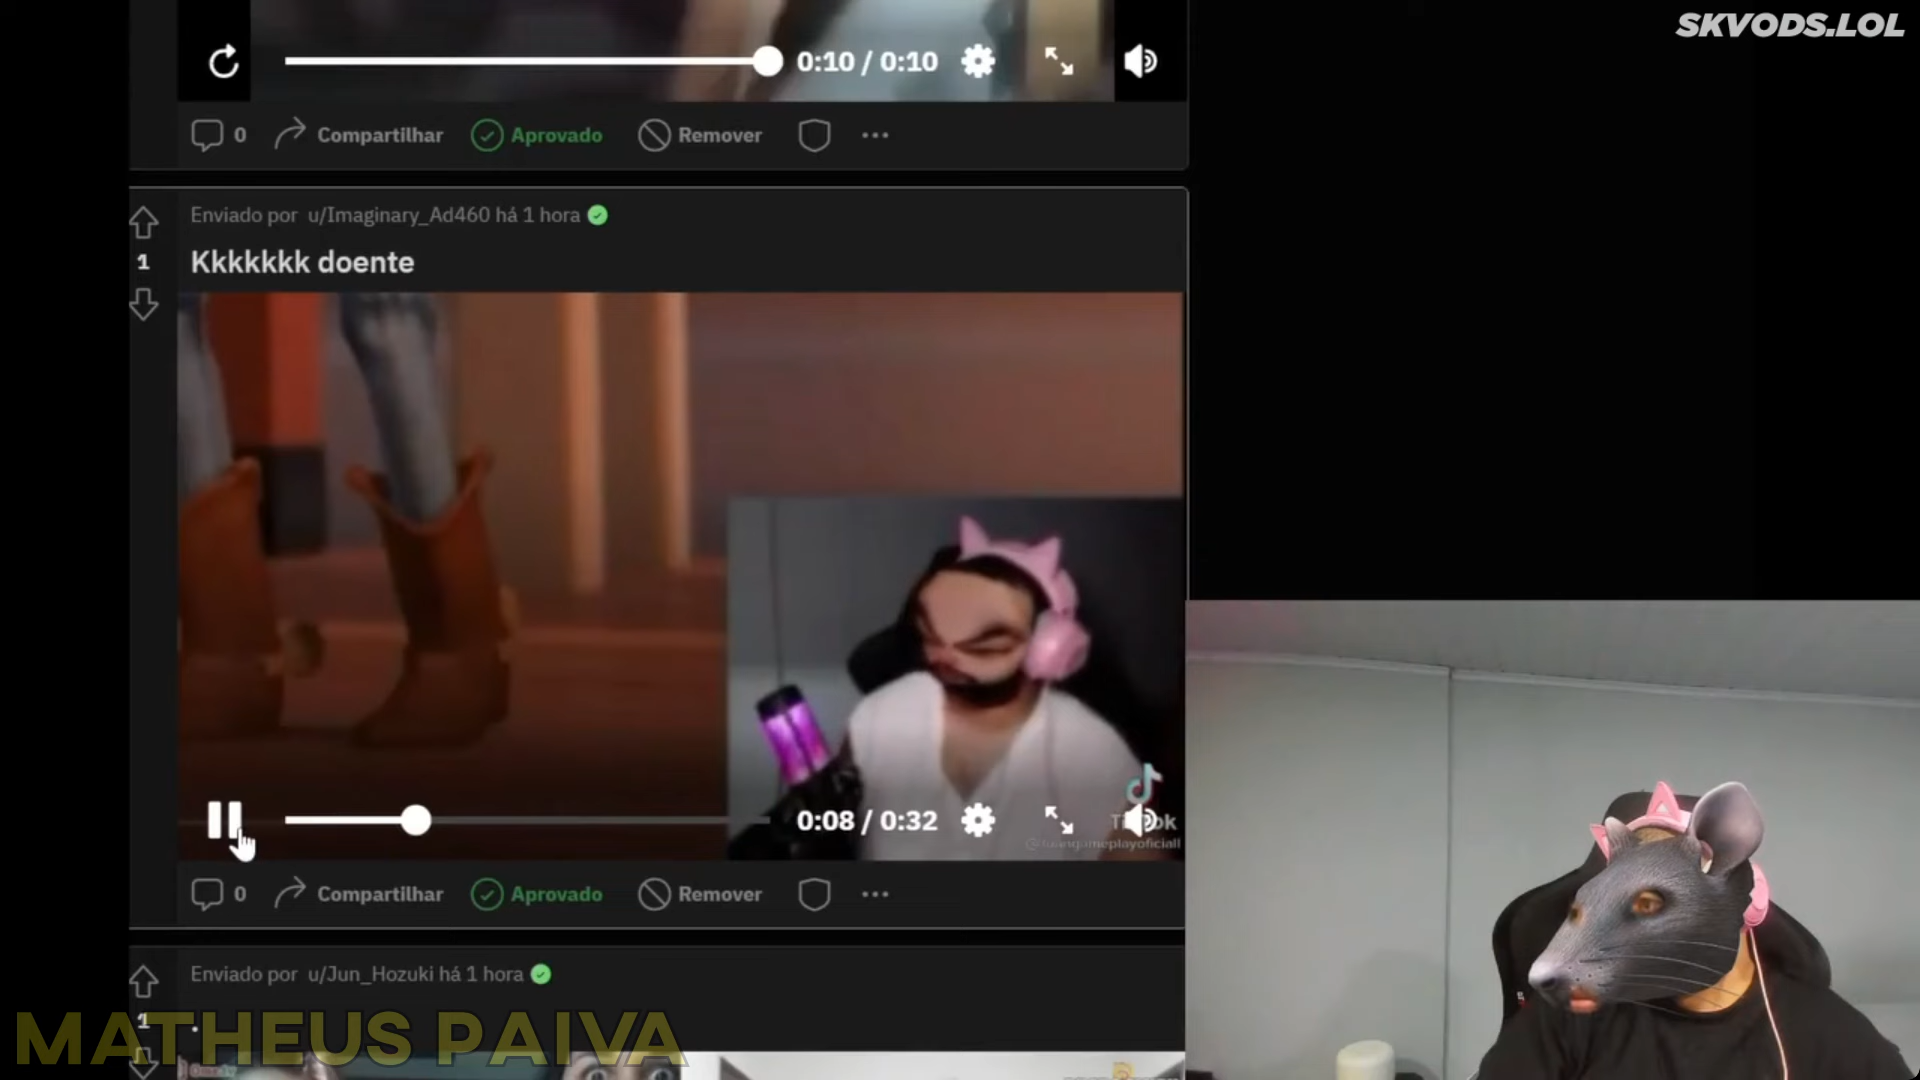 SKVODS.LOL
0:10 / 0:10
0 Compartilhar Aprovado Remover
Enviado por u/Imaginary_Ad460 há 1 hora
1
Kkkkkkk doente
0:08 / 0:32
0 Compartilhar Aprovado Remover
Enviado por u/Jun_Hozuki há 1 hora
1 .
MATHEUS PAIVA